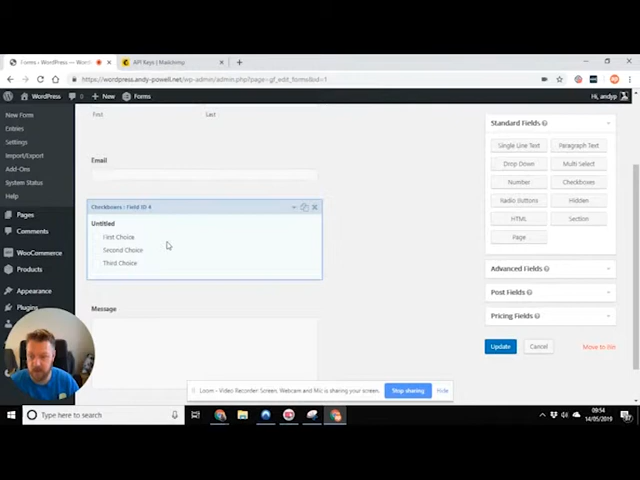 Forms ‹ WordPress — Wor
API Keys | Mailchimp
https://wordpress.andy-powell.net/wp-admin/admin.php?page=gf_edit_forms&id=1
WordPress
New
Forms
Hi, andyp
New Form
Entries
Settings
Import/Export
Add-Ons
System Status
Help
Pages
Comments
WooCommerce
Products
Appearance
Plugins
First
Last
Email
Checkboxes : Field ID 4
Untitled
First Choice
Second Choice
Third Choice
Message
Standard Fields
Single Line Text
Paragraph Text
Drop Down
Multi Select
Number
Checkboxes
Radio Buttons
Hidden
HTML
Section
Page
Advanced Fields
Post Fields
Pricing Fields
Update
Cancel
Move to
Loom - Video Recorder: Screen, Webcam and Mic is sharing your screen.
Stop sharing
Hide
Type here to search
09:54
14/05/2019